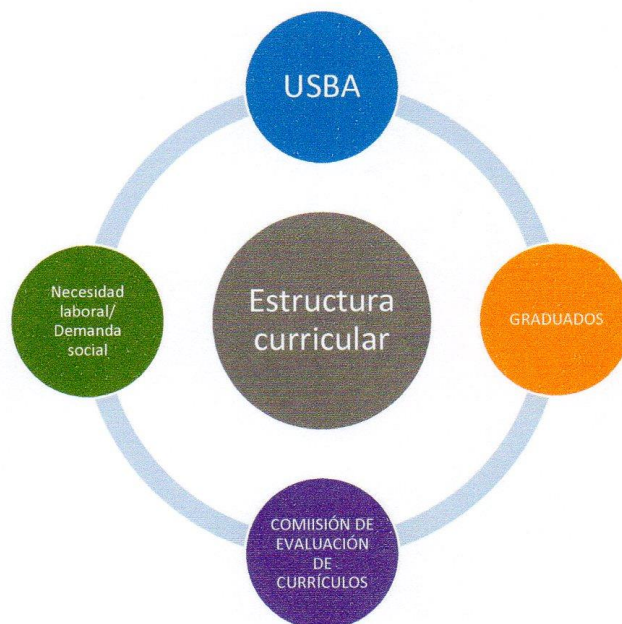 USBA
Necesidad
laboral/
Demanda
social
Estructura
curricular
GRADUADOS
COMIISIÓN DE
EVALUACIÓN
DE
CURRÍCULOS